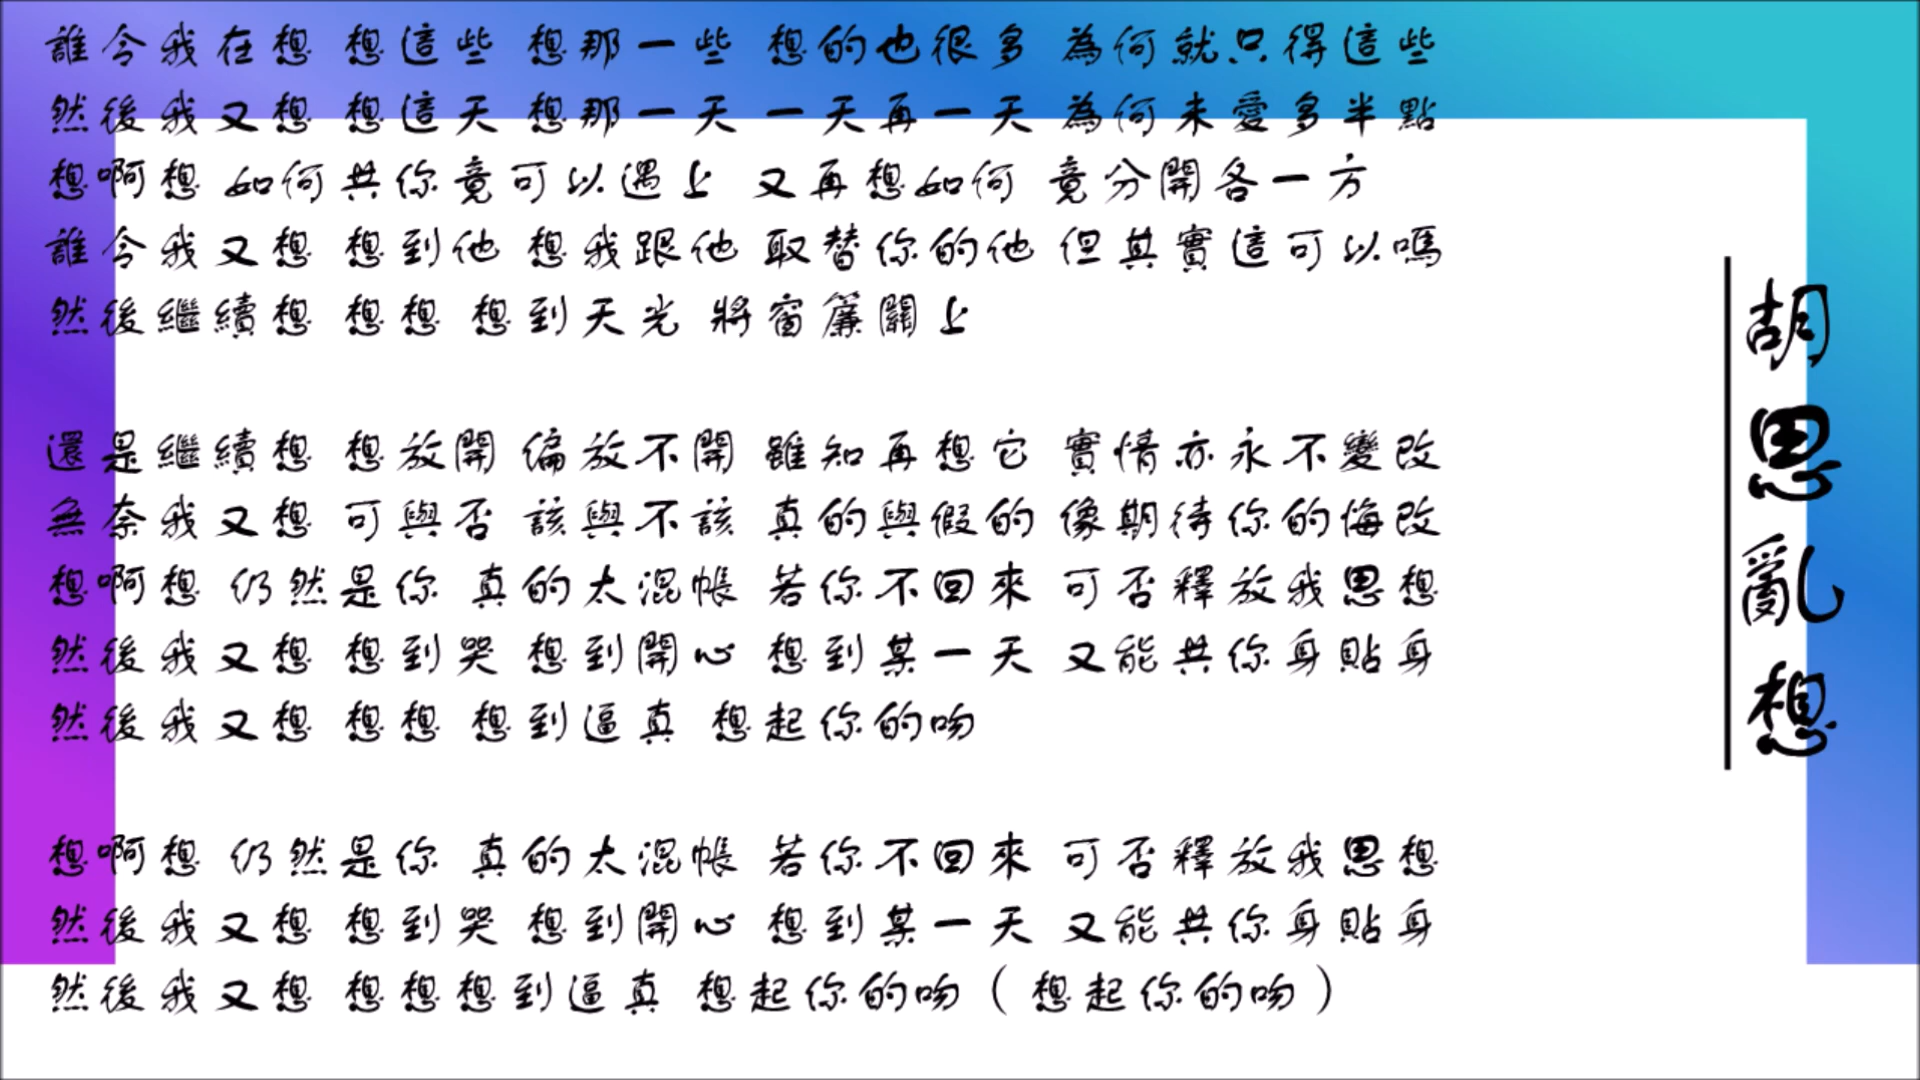 誰令我在想 想這些 想那一些 想的也很多 為何就只得這些
然後我又想 想這天 想那一天 一天再一天 為何未愛多半點
想啊想 如何共你竟可以遇上 又再想如何 竟分開各一方
誰令我又想 想到他 想我跟他 取替你的他 但其實這可以嗎
然後繼續想 想想 想到天光 將窗簾關上
還是繼續想 想放開 偏放不開 雖知再想它 實情亦永不變改
無奈我又想 可與否 該與不該 真的與假的 像期待你的悔改
想啊想 仍然是你 真的太混帳 若你不回來 可否釋放我思想
然後我又想 想到哭 想到開心 想到某一天 又能共你身貼身
然後我又想 想想 想到逼真 想起你的吻
想啊想 仍然是你 真的太混帳 若你不回來 可否釋放我思想
然後我又想 想到哭 想到開心 想到某一天 又能共你身貼身
然後我又想 想想想到逼真 想起你的吻（想起你的吻）
胡思亂想